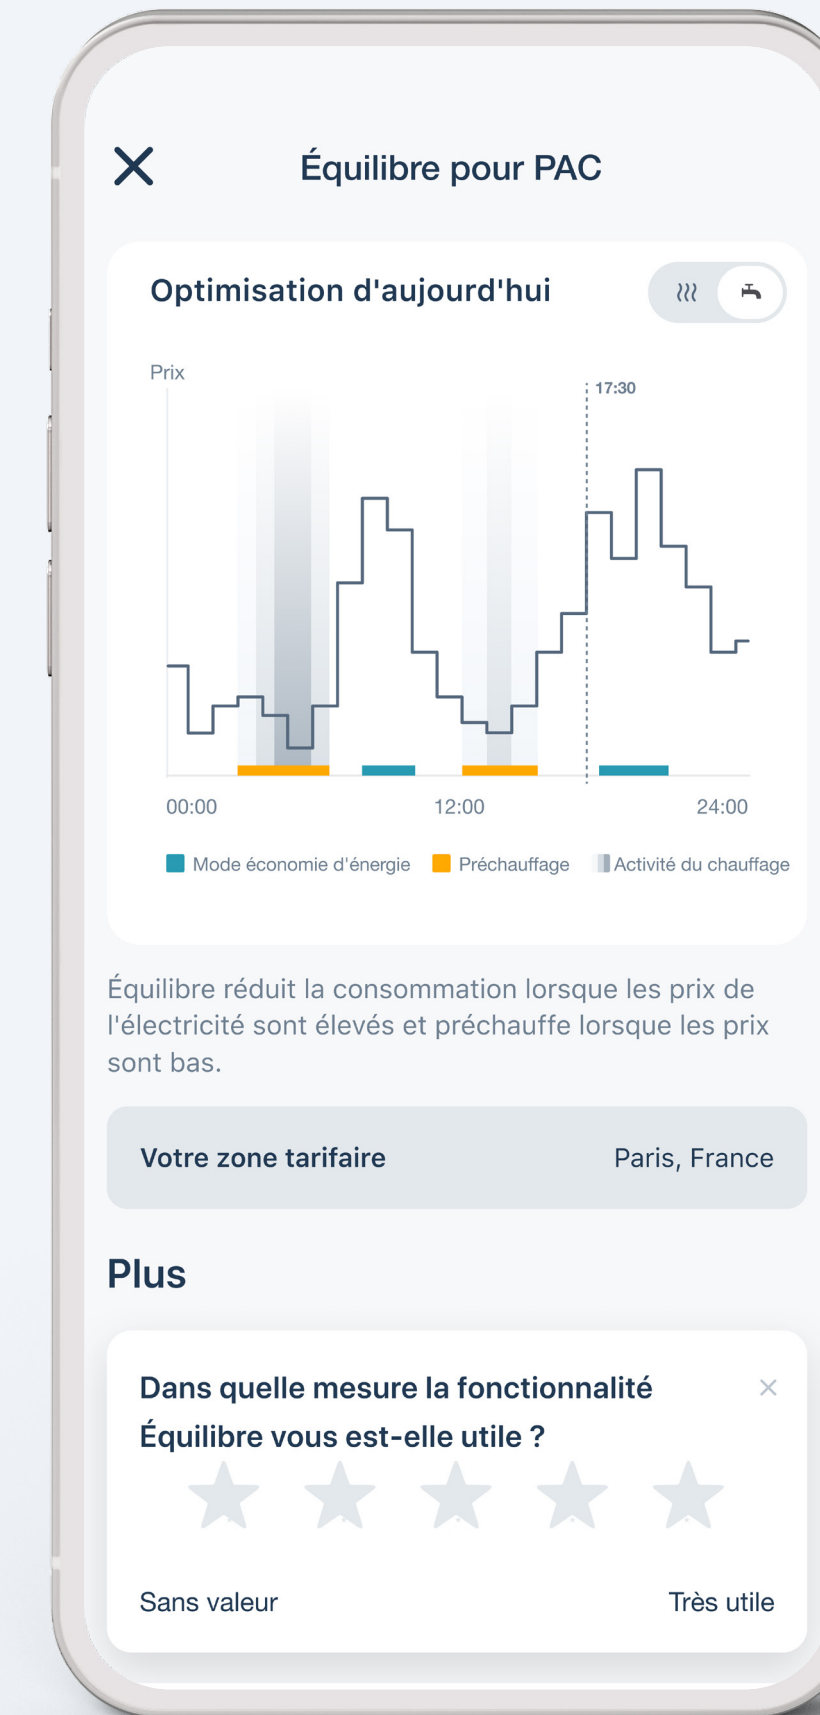 Équilibre pour PAC
Optimisation d'aujourd'hui
Prix
17:30
00:00 12:00 24:00
Mode économie d'énergie Préchauffage Activité du chauffage
Équilibre réduit la consommation lorsque les prix de
l'électricité sont élevés et préchauffe lorsque les prix
sont bas.
Votre zone tarifaire Paris, France
Plus
Dans quelle mesure la fonctionnalité
Équilibre vous est-elle utile ?
Sans valeur Très utile